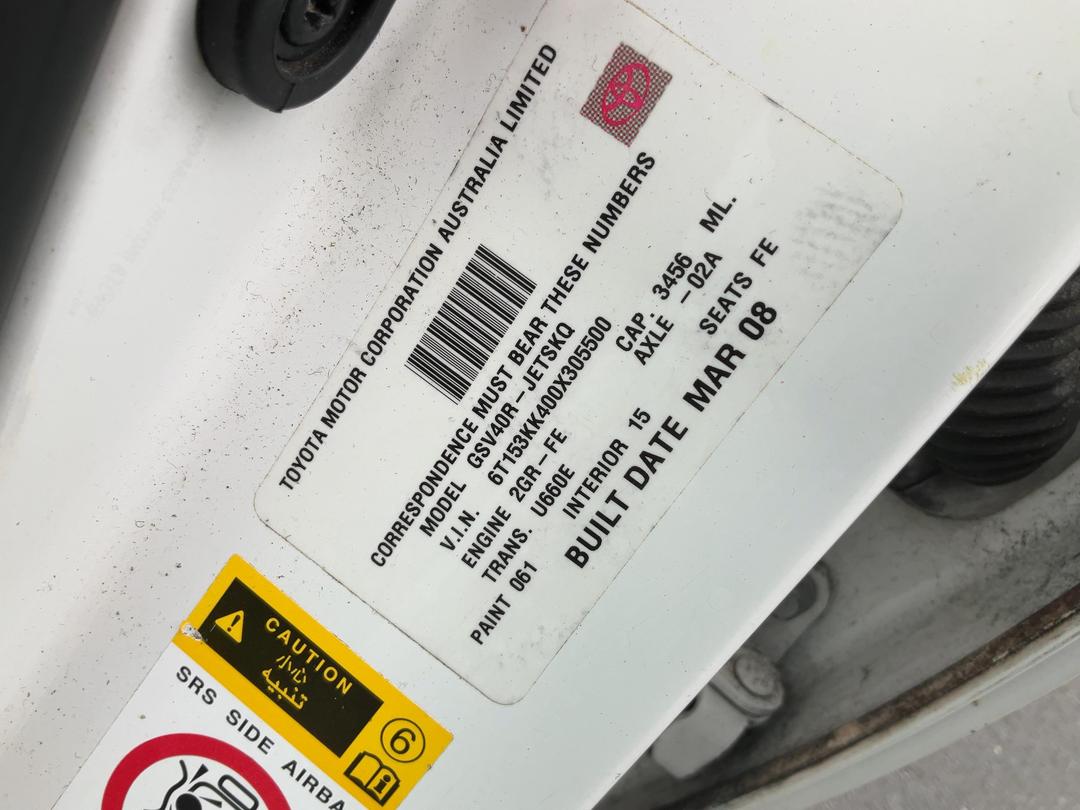 TOYOTA MOTOR CORPORATION AUSTRALIA LIMITED
CORRESPONDENCE MUST BEAR THESE NUMBERS
MODEL GSV40R-JETSKQ
V.I.N. 6T153KK400X305500
ENGINE 2GR-FE CAP. 3456 ML.
TRANS. U660E AXLE -02A
PAINT 061 INTERIOR 15 SEATS FE
BUILT DATE MAR 08
CAUTION
小心
تنبيه
6
SRS SIDE AIRBA